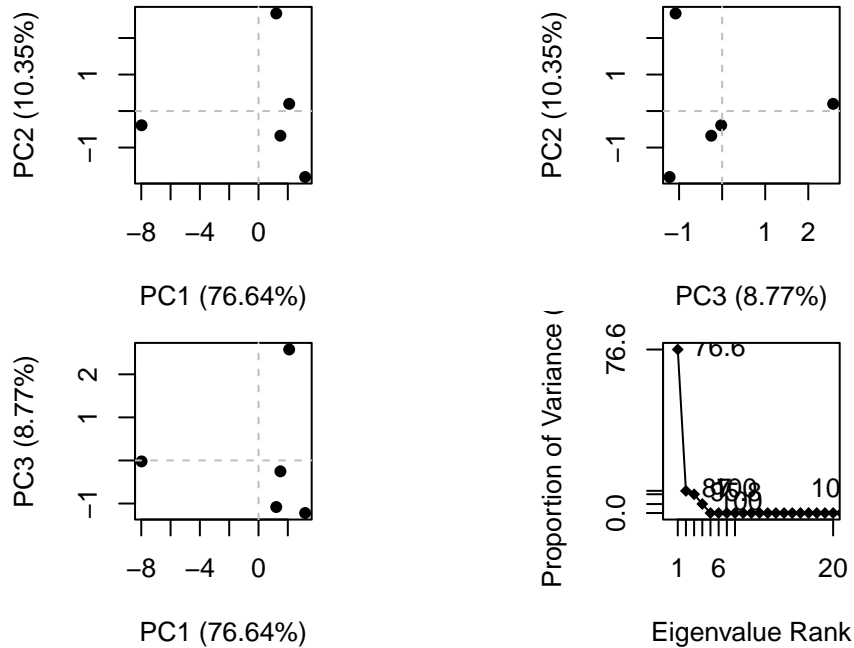 PC2 (10.35%)
−1 1
−8 −4 0
PC1 (76.64%)
PC2 (10.35%)
−1 1
−1 1 2
PC3 (8.77%)
PC3 (8.77%)
−1 1 2
−8 −4 0
PC1 (76.64%)
Proportion of Variance (
0.0 76.6
76.6
100
10
1 6 20
Eigenvalue Rank